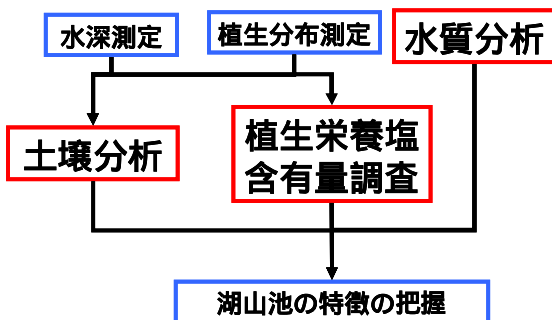 水深測定
植生分布測定
水質分析
土壌分析
植生栄養塩
含有量調査
湖山池の特徴の把握